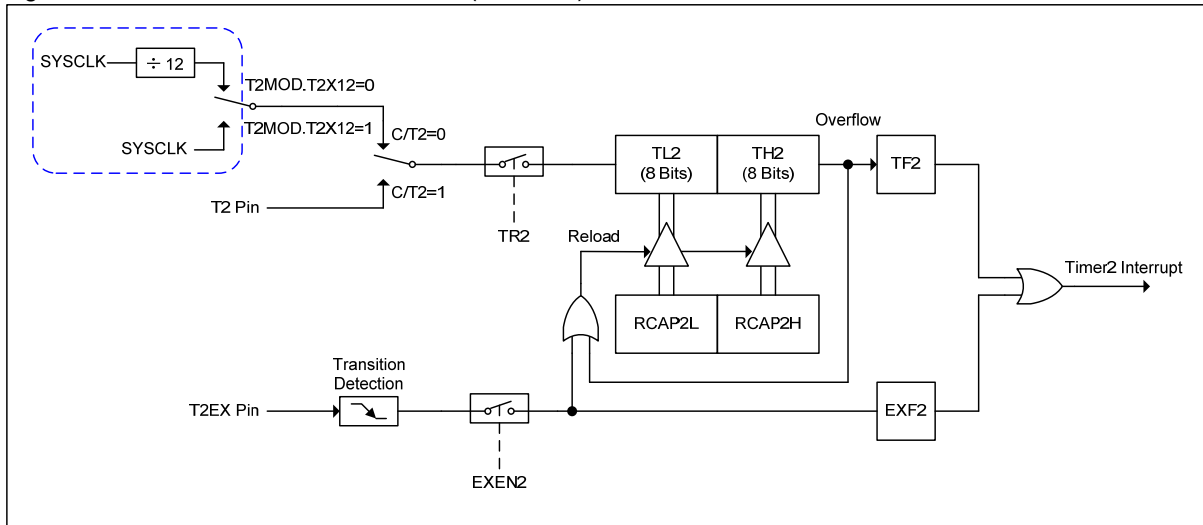 SYSCLK
÷ 12
T2MOD.T2X12=0
T2MOD.T2X12=1
SYSCLK
C/T2=0
C/T2=1
T2 Pin
TR2
TL2
(8 Bits)
TH2
(8 Bits)
Overflow
TF2
Reload
RCAP2L
RCAP2H
Timer2 Interrupt
Transition
Detection
T2EX Pin
EXEN2
EXF2